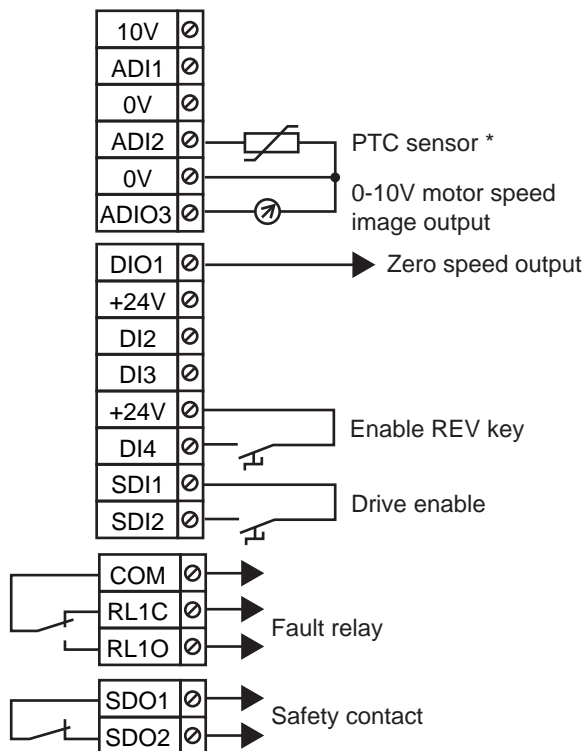 10V
ADI1
0V
ADI2
PTC sensor *
0V
0-10V motor speed
image output
ADIO3
DIO1
Zero speed output
+24V
DI2
DI3
+24V
Enable REV key
DI4
SDI1
Drive enable
SDI2
COM
RL1C
Fault relay
RL1O
SDO1
Safety contact
SDO2